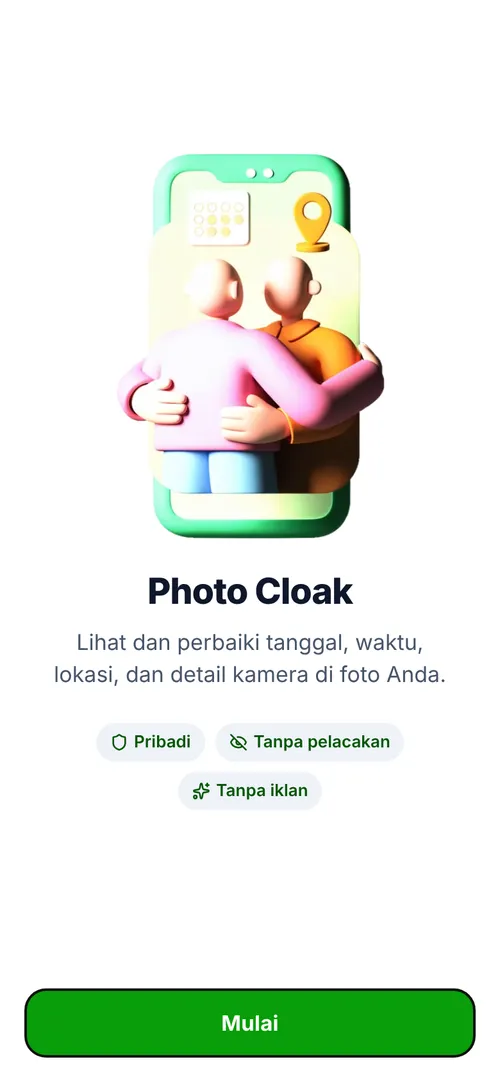 Photo Cloak
Lihat dan perbaiki tanggal, waktu,
lokasi, dan detail kamera di foto Anda.
Pribadi
Tanpa pelacakan
Tanpa iklan
Mulai